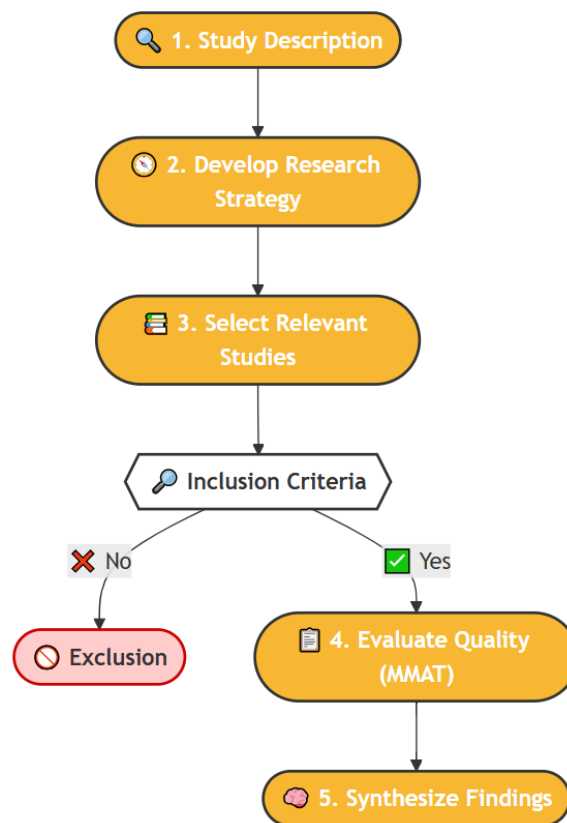 1. Study Description
2. Develop Research
Strategy
3. Select Relevant
Studies
Inclusion Criteria
No
Yes
Exclusion
4. Evaluate Quality
(MMAT)
5. Synthesize Findings